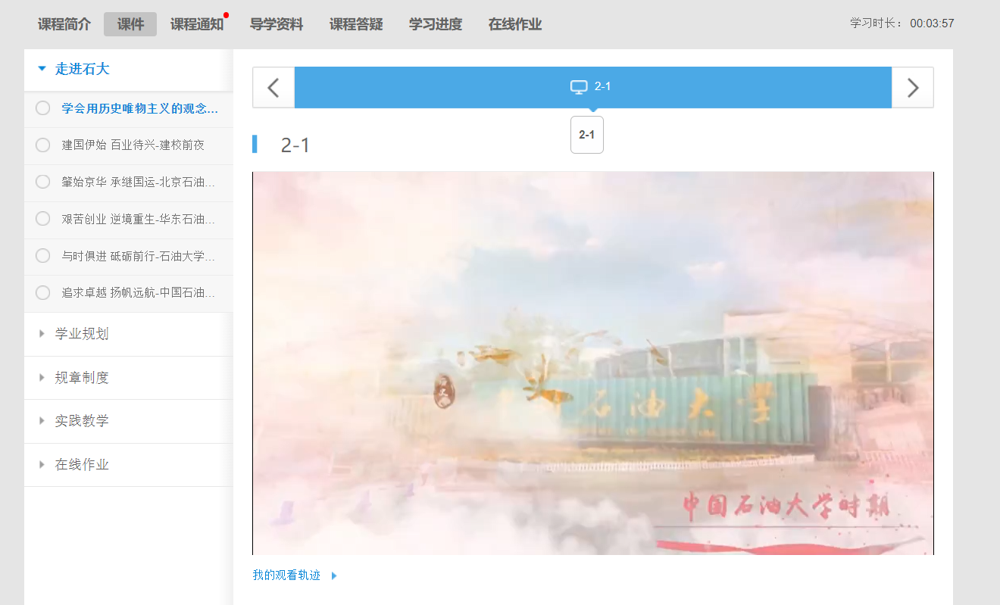 课程简介 课件 课程通知 导学资料 课程答疑 学习进度 在线作业 学习时长： 00:03:57
走进石大
学会用历史唯物主义的观念...
建国伊始 百业待兴-建校前夜
肇始京华 承继国运-北京石油...
艰苦创业 逆境重生-华东石油...
与时俱进 砥砺前行-石油大学...
追求卓越 扬帆远航-中国石油...
学业规划
规章制度
实践教学
在线作业
2-1
2-1
2-1
石油大学
中国石油大学时期
我的观看轨迹